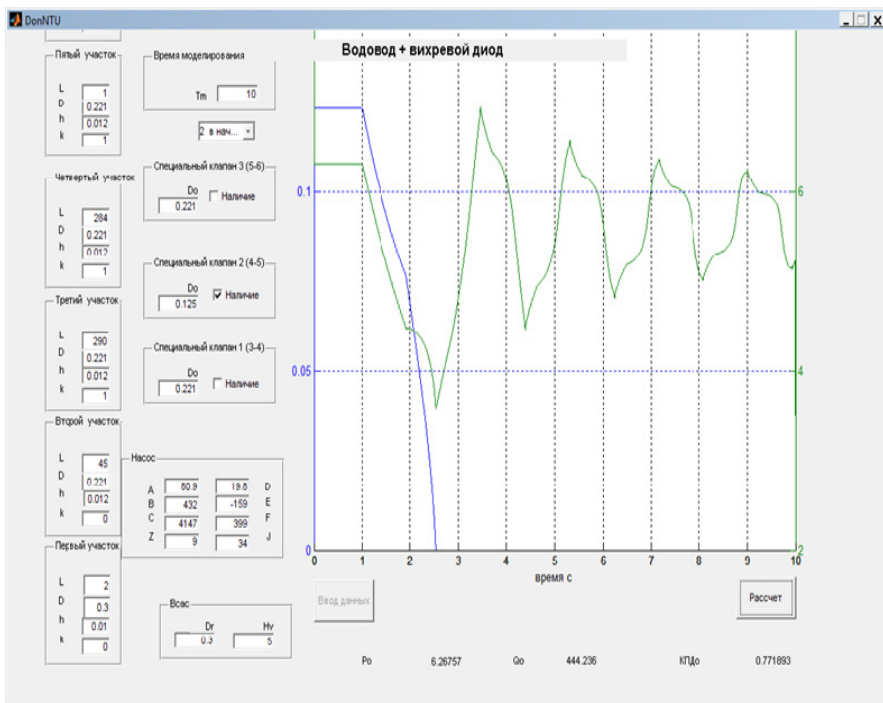 DonNTU
Пятый участок
L 1
D 0.221
h 0.012
k 1
Время моделирования
Tm 10
2 в нач...
Четвертый участок
L 284
D 0.221
h 0.012
k 1
Специальный клапан 3 (5-6)
Do
0.221 Наличие
Специальный клапан 2 (4-5)
Do
0.125 Наличие
Третий участок
L 290
D 0.221
h 0.012
k 1
Специальный клапан 1 (3-4)
Do
0.221 Наличие
Второй участок
L 45
D 0.221
h 0.012
k 0
Насос
A 80.9 19.8 D
B 432 -159 E
C 4147 399 F
Z 9 34 J
Первый участок
L 2
D 0.3
h 0.01
k 0
Всас
Dr Hv
0.3 5
Водовод + вихревой диод
0.1 6
0.05 4
0 2
0 1 2 3 4 5 6 7 8 9 10
время с
Ввод данных
Рассчет
Po 6.26757 Qo 444.236 КПДо 0.771893